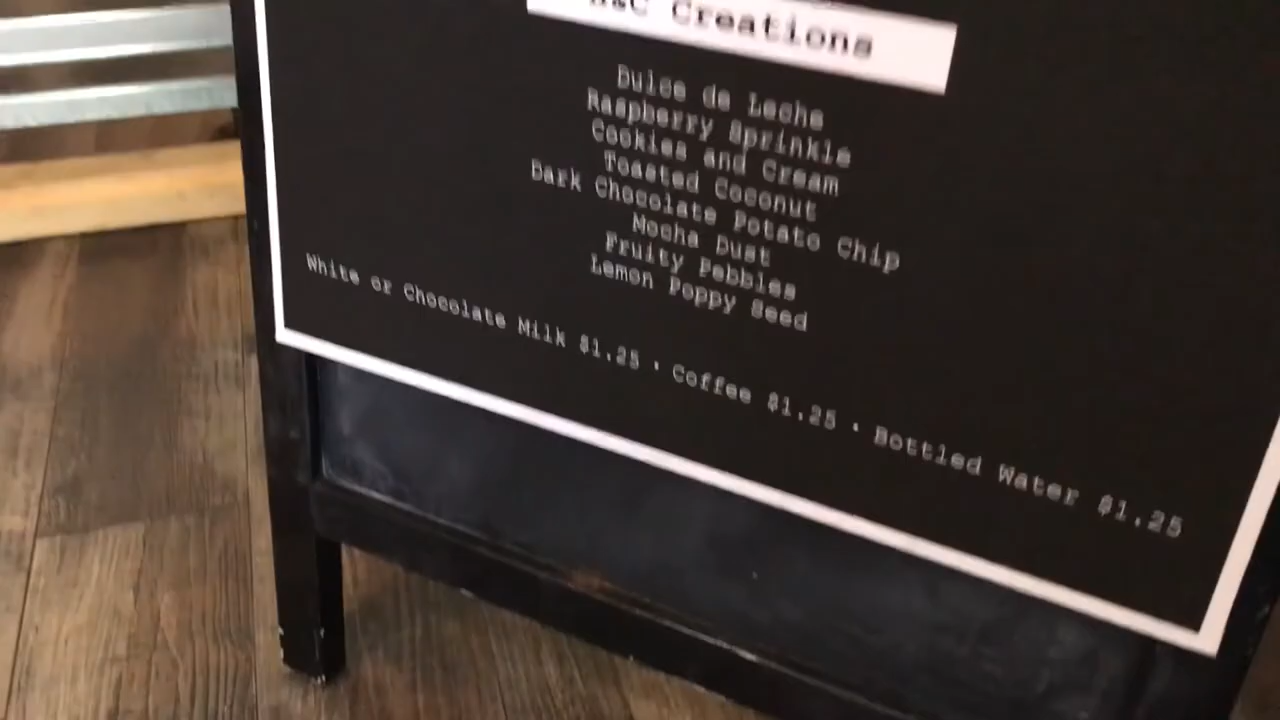 Creations
Dulce de Leche
Raspberry Sprinkle
Cookies and Cream
Toasted Coconut
Dark Chocolate Potato Chip
Mocha Dust
Fruity Pebbles
Lemon Poppy Seed
White or Chocolate Milk $1.25 · Coffee $1.25 · Bottled Water $1.25